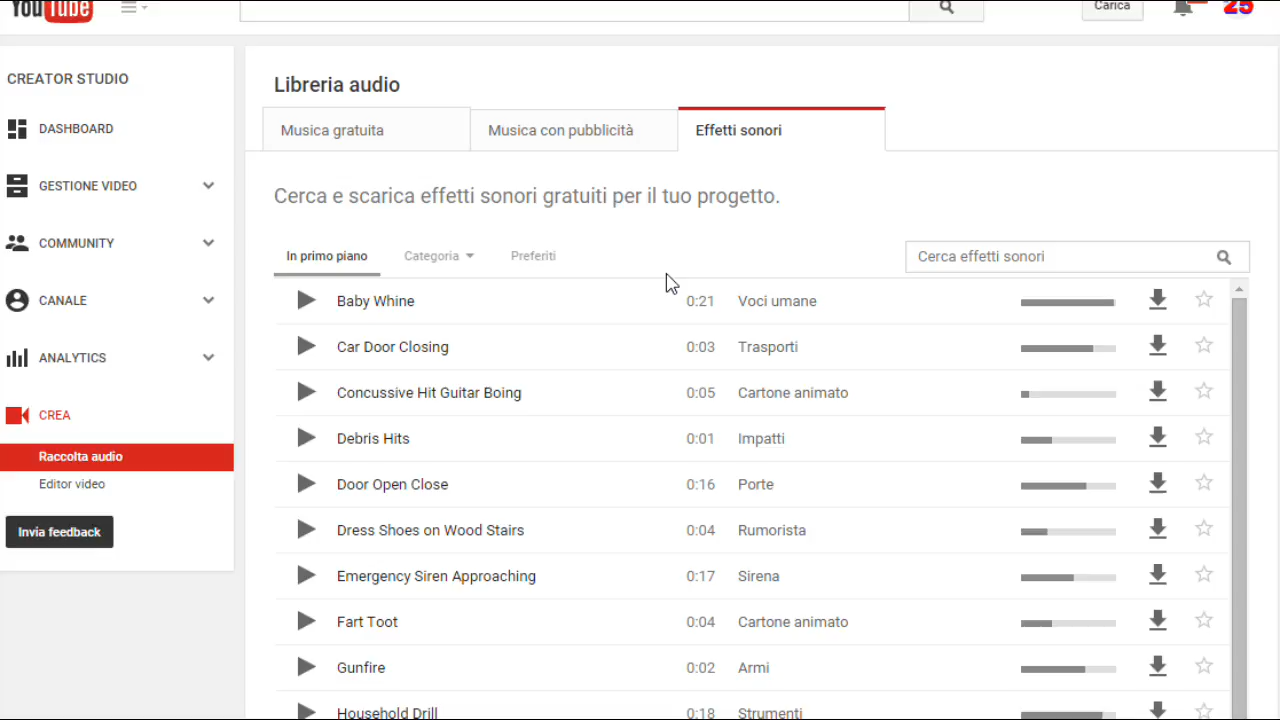 YouTube
Carica
25
CREATOR STUDIO
DASHBOARD
GESTIONE VIDEO
COMMUNITY
CANALE
ANALYTICS
CREA
Raccolta audio
Editor video
Invia feedback
Libreria audio
Musica gratuita Musica con pubblicità Effetti sonori
Cerca e scarica effetti sonori gratuiti per il tuo progetto.
In primo piano Categoria Preferiti Cerca effetti sonori
Baby Whine 0:21 Voci umane
Car Door Closing 0:03 Trasporti
Concussive Hit Guitar Boing 0:05 Cartone animato
Debris Hits 0:01 Impatti
Door Open Close 0:16 Porte
Dress Shoes on Wood Stairs 0:04 Rumorista
Emergency Siren Approaching 0:17 Sirena
Fart Toot 0:04 Cartone animato
Gunfire 0:02 Armi
Household Drill 0:18 Strumenti